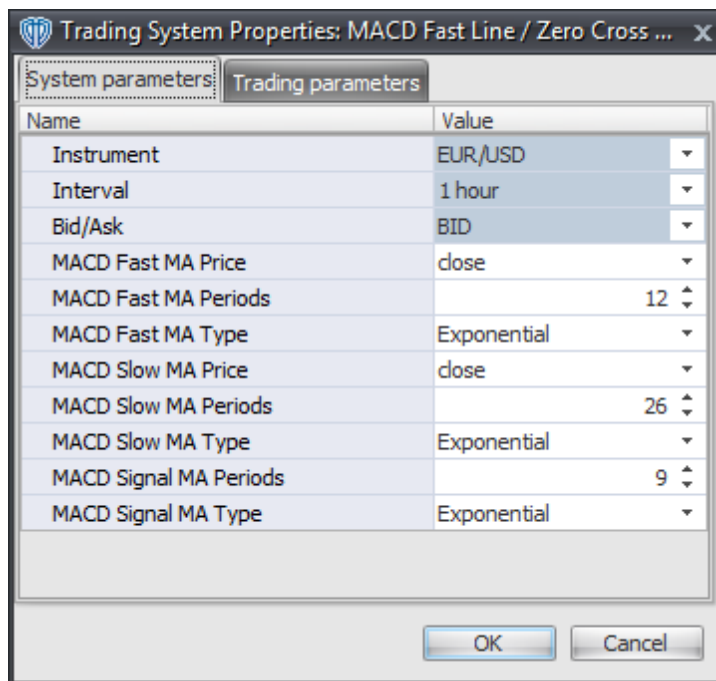 Trading System Properties: MACD Fast Line / Zero Cross ... x
System parameters Trading parameters
Name Value
Instrument EUR/USD
Interval 1 hour
Bid/Ask BID
MACD Fast MA Price close
MACD Fast MA Periods 12
MACD Fast MA Type Exponential
MACD Slow MA Price close
MACD Slow MA Periods 26
MACD Slow MA Type Exponential
MACD Signal MA Periods 9
MACD Signal MA Type Exponential
OK Cancel